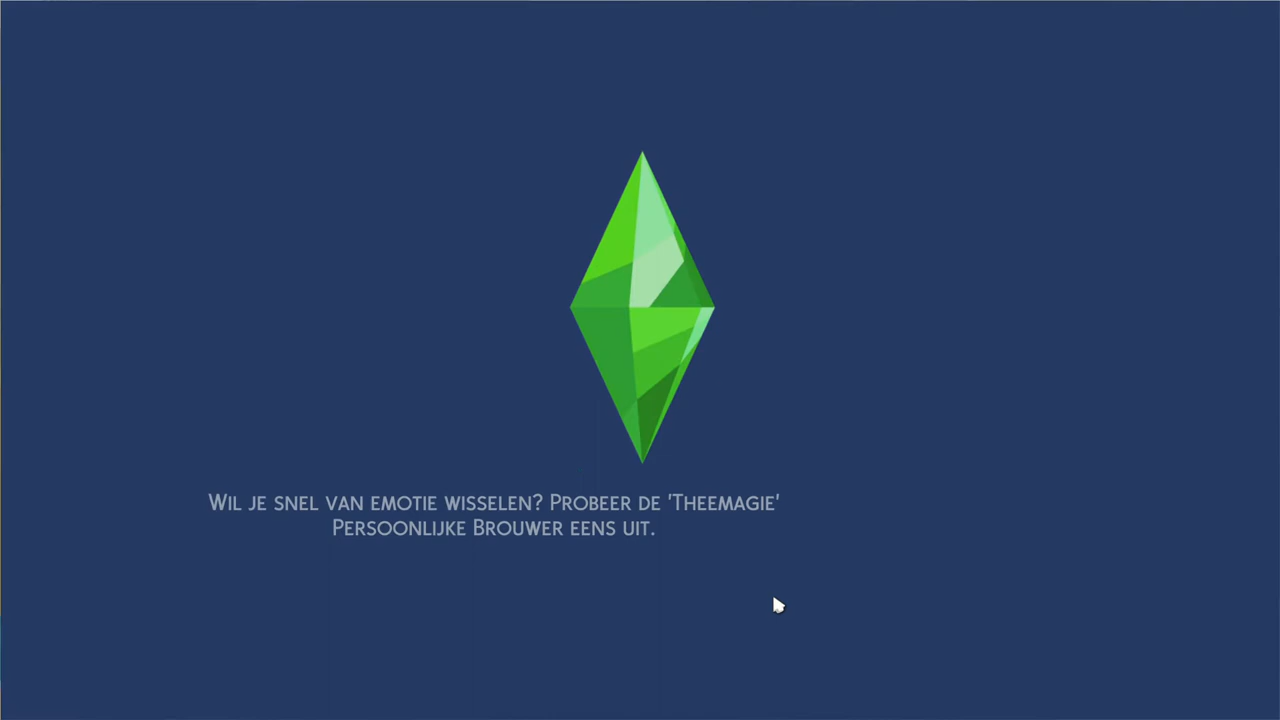 Wil je snel van emotie wisselen? Probeer de 'Theemagie'
Persoonlijke Brouwer eens uit.